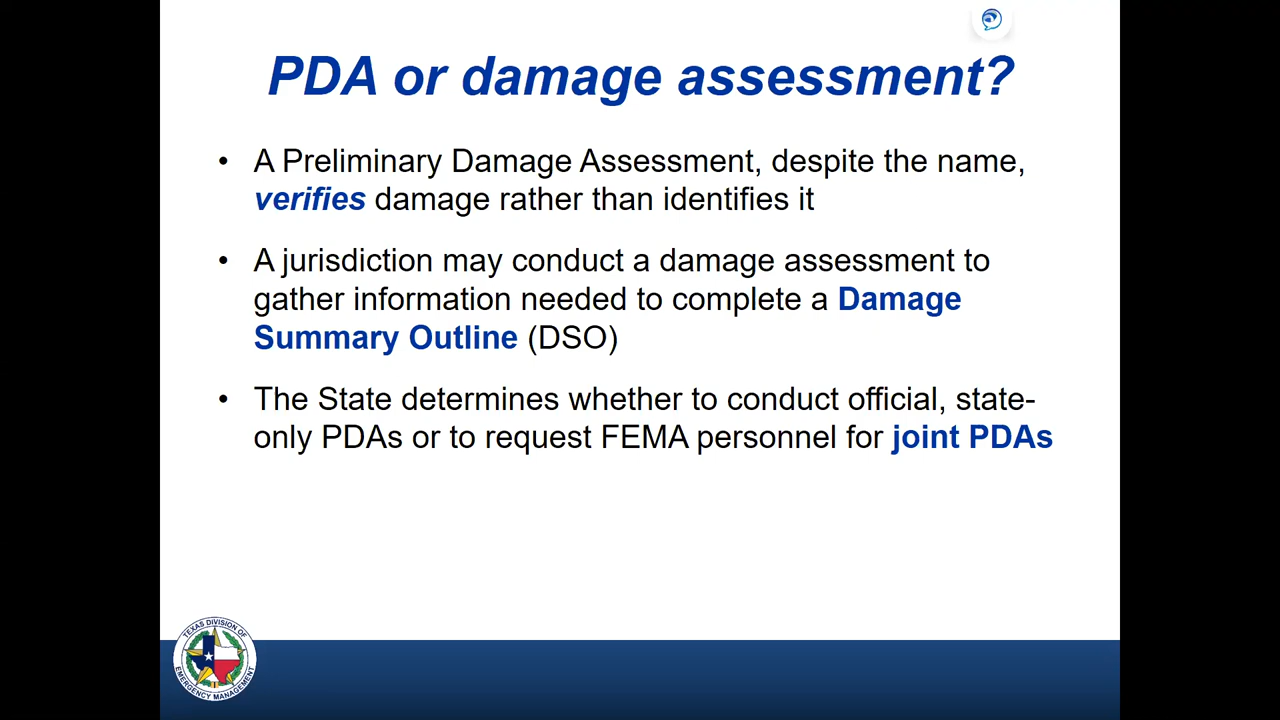 PDA or damage assessment?
• A Preliminary Damage Assessment, despite the name,
verifies damage rather than identifies it
• A jurisdiction may conduct a damage assessment to
gather information needed to complete a Damage
Summary Outline (DSO)
• The State determines whether to conduct official, state-
only PDAs or to request FEMA personnel for joint PDAs
TEXAS DIVISION OF
EMERGENCY MANAGEMENT